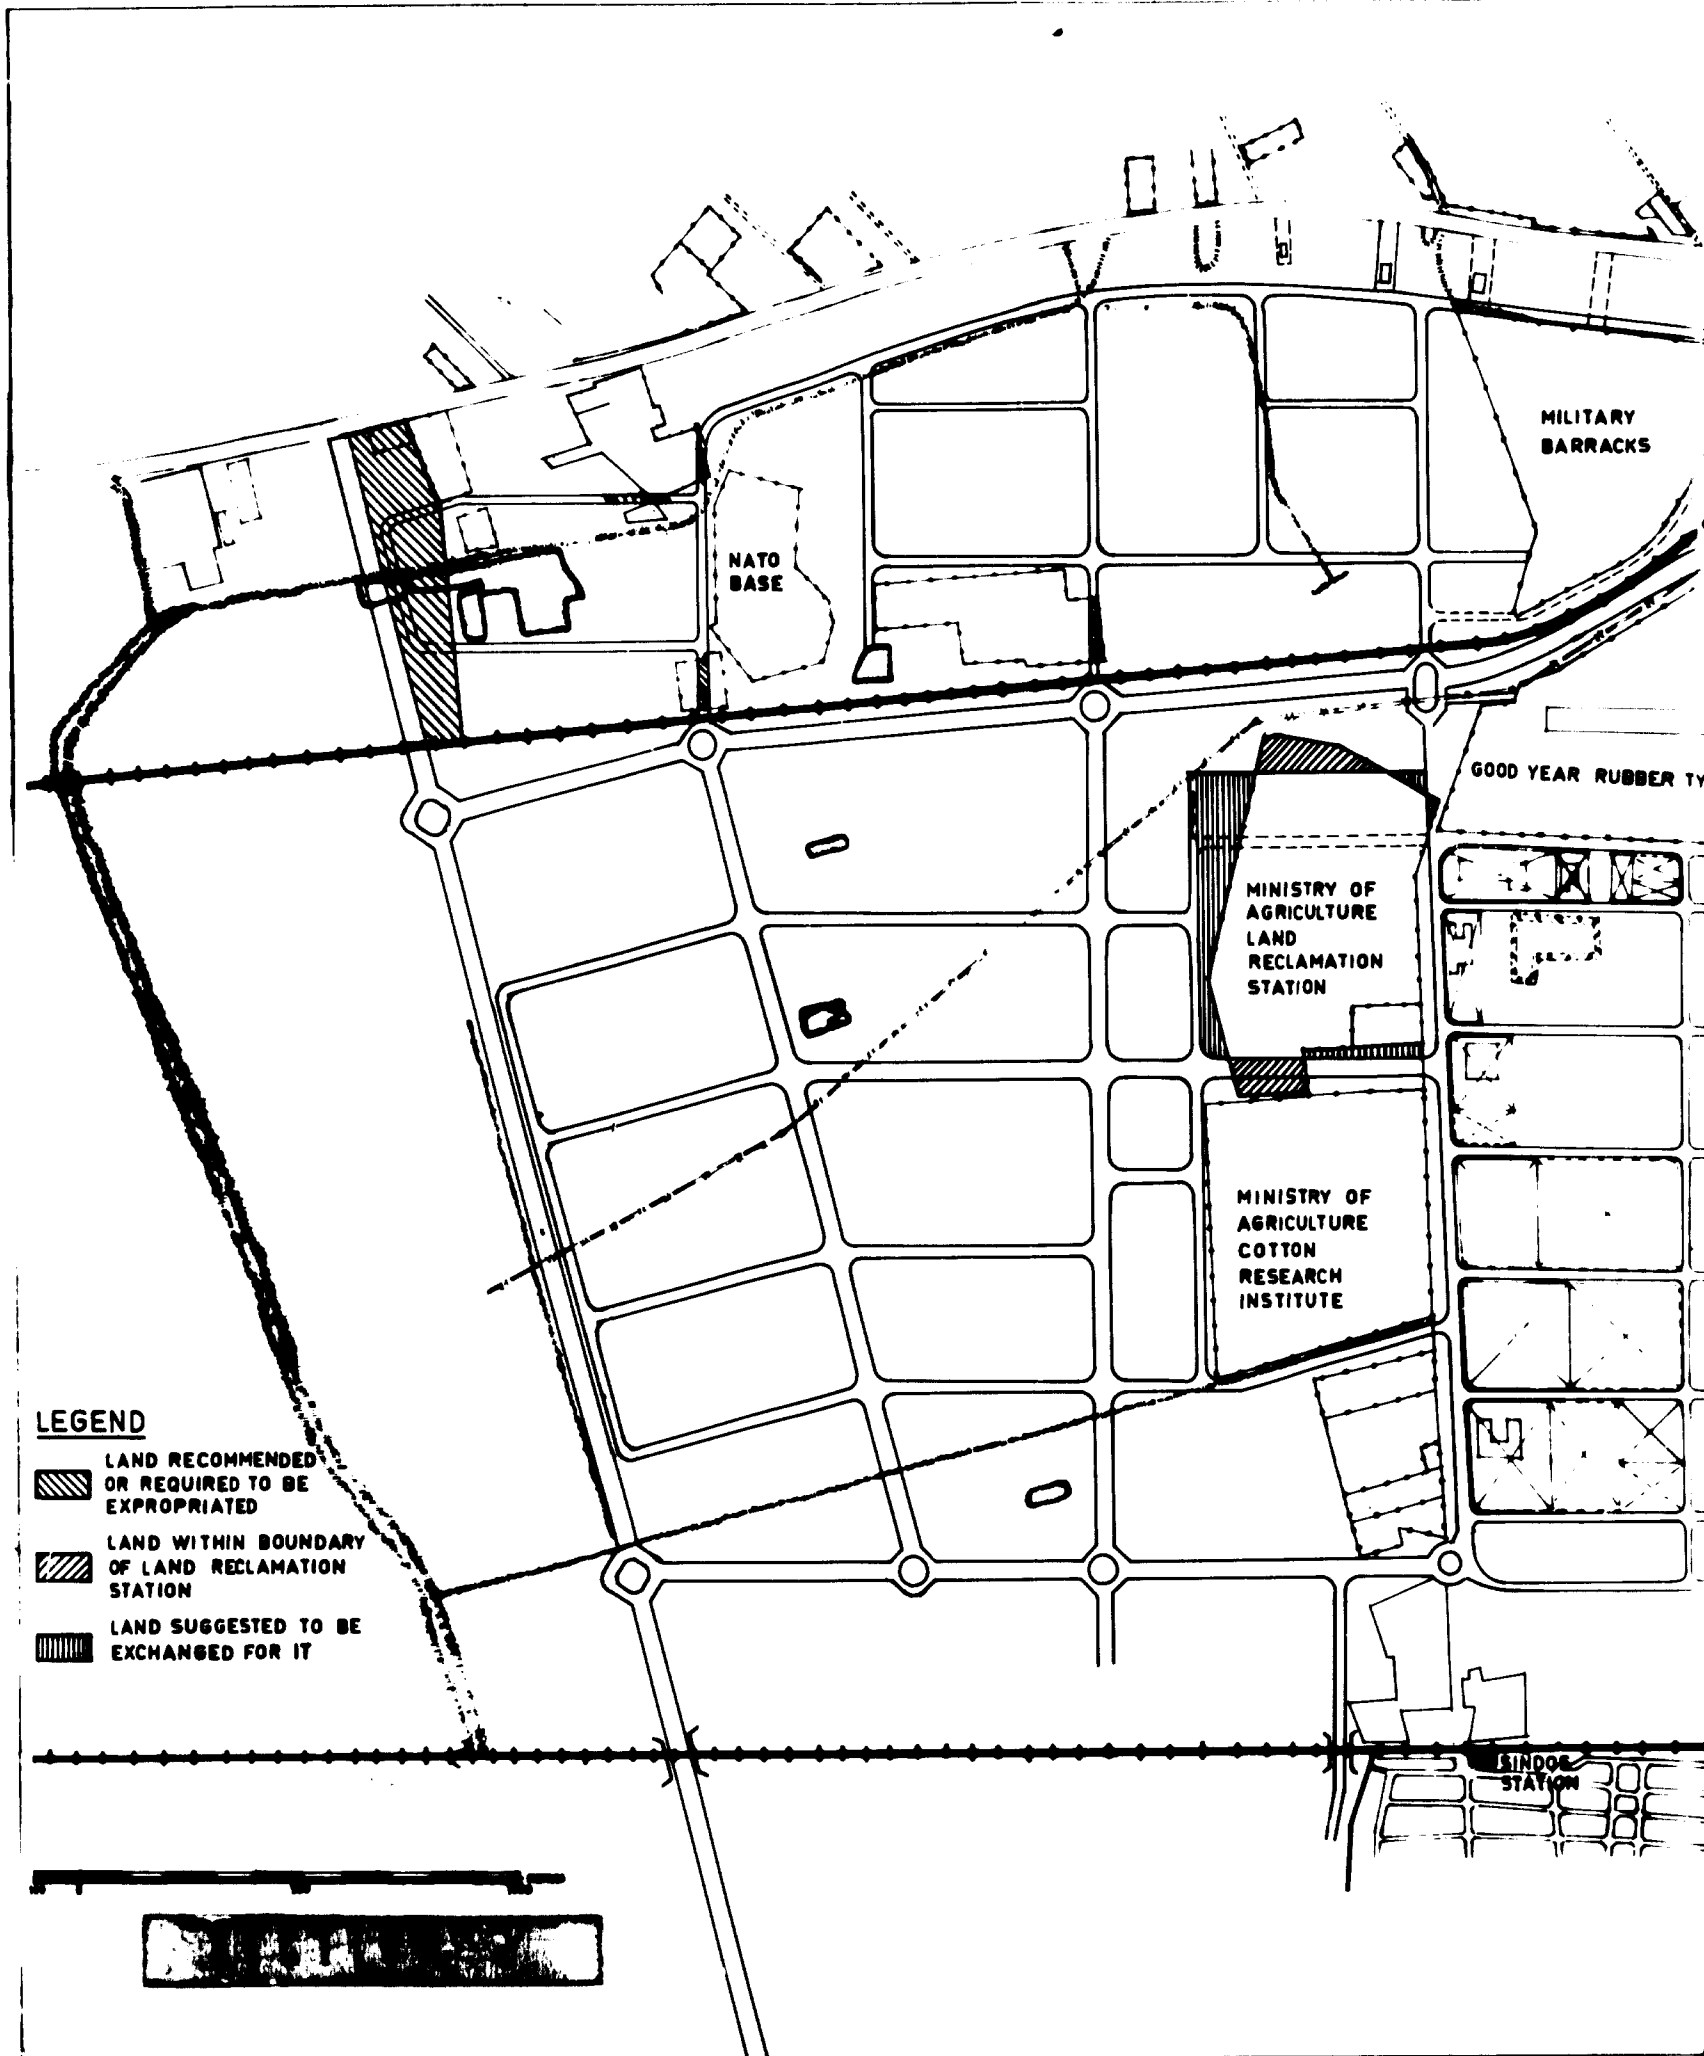 MILITARY
BARRACKS
NATO
BASE
GOOD YEAR RUBBER TY
MINISTRY OF
AGRICULTURE
LAND
RECLAMATION
STATION
MINISTRY OF
AGRICULTURE
COTTON
RESEARCH
INSTITUTE
LEGEND
LAND RECOMMENDED
OR REQUIRED TO BE
EXPROPRIATED
LAND WITHIN BOUNDARY
OF LAND RECLAMATION
STATION
LAND SUGGESTED TO BE
EXCHANGED FOR IT
SINDOS
STATION